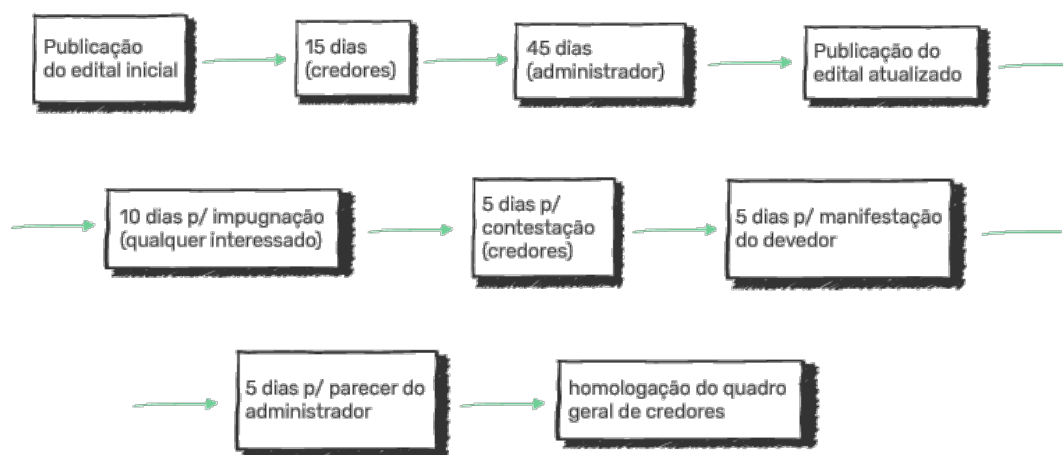 Publicação
do edital inicial
15 dias
(credores)
45 dias
(administrador)
Publicação do
edital atualizado
10 dias p/ impugnação
(qualquer interessado)
5 dias p/
contestação
(credores)
5 dias p/ manifestação
do devedor
5 dias p/ parecer do
administrador
homologação do quadro
geral de credores